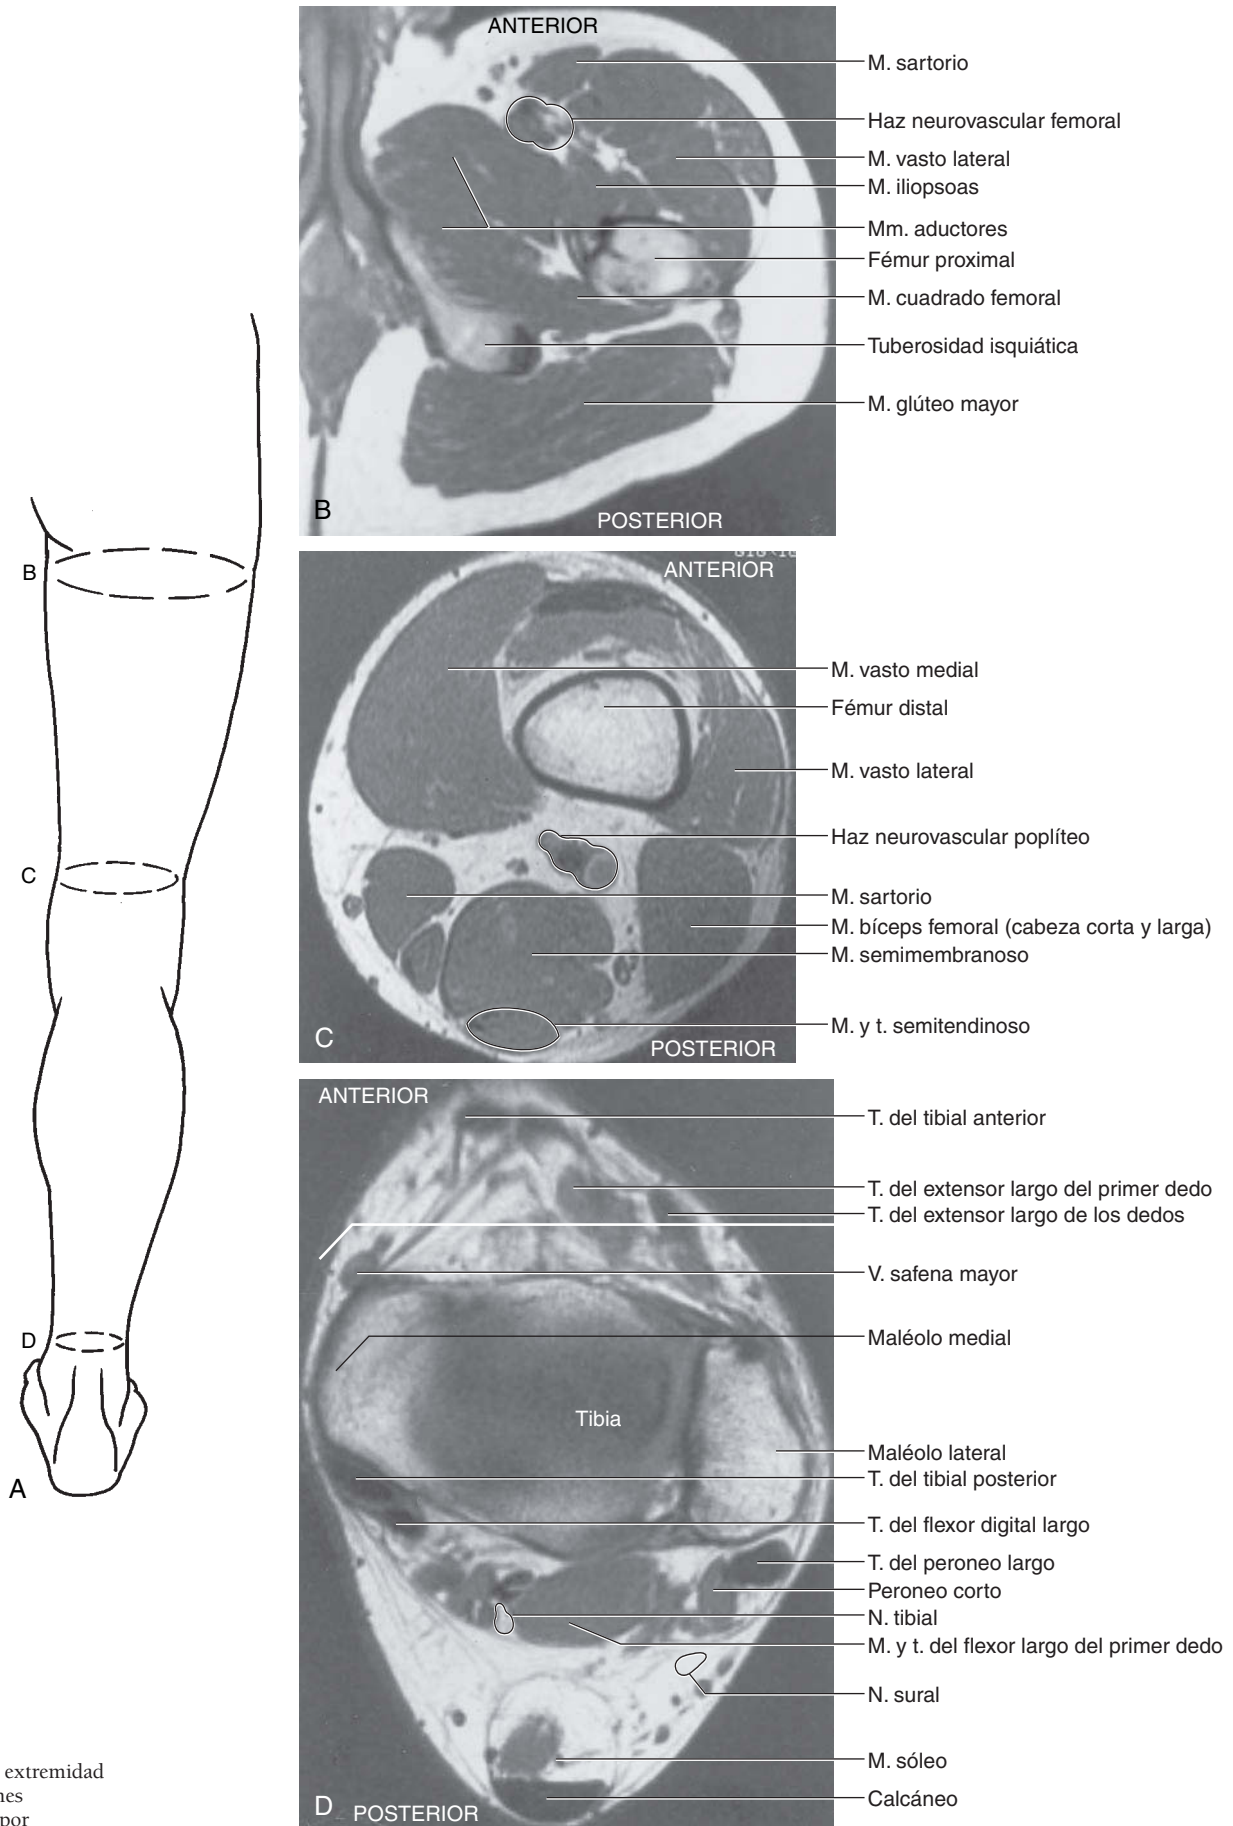 ANTERIOR
M. sartorio
Haz neurovascular femoral
M. vasto lateral
M. iliopsoas
Mm. aductores
Fémur proximal
M. cuadrado femoral
Tuberosidad isquiática
M. glúteo mayor
B
POSTERIOR
B
C
D
A
ANTERIOR
M. vasto medial
Fémur distal
M. vasto lateral
Haz neurovascular poplíteo
M. sartorio
M. bíceps femoral (cabeza corta y larga)
M. semimembranoso
M. y t. semitendinoso
C
POSTERIOR
ANTERIOR
T. del tibial anterior
T. del extensor largo del primer dedo
T. del extensor largo de los dedos
V. safena mayor
Maléolo medial
Tibia
Maléolo lateral
T. del tibial posterior
T. del flexor digital largo
T. del peroneo largo
Peroneo corto
N. tibial
M. y t. del flexor largo del primer dedo
N. sural
M. sóleo
Calcáneo
D
POSTERIOR
extremidad
nes
por